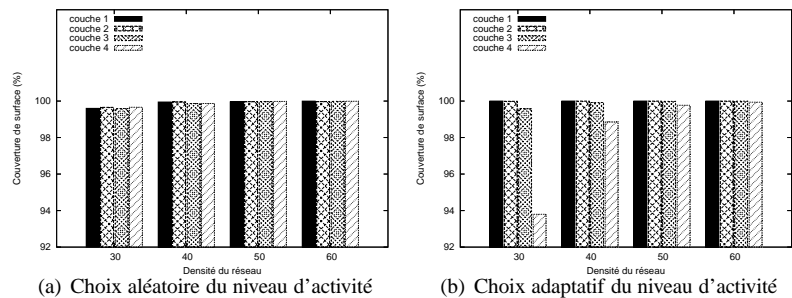 couche 1
couche 2
couche 3
couche 4
Couverture de surface (%)
100
98
96
94
92
30
40
50
60
Densité du réseau
(a) Choix aléatoire du niveau d'activité
couche 1
couche 2
couche 3
couche 4
Couverture de surface (%)
100
98
96
94
92
30
40
50
60
Densité du réseau
(b) Choix adaptatif du niveau d'activité